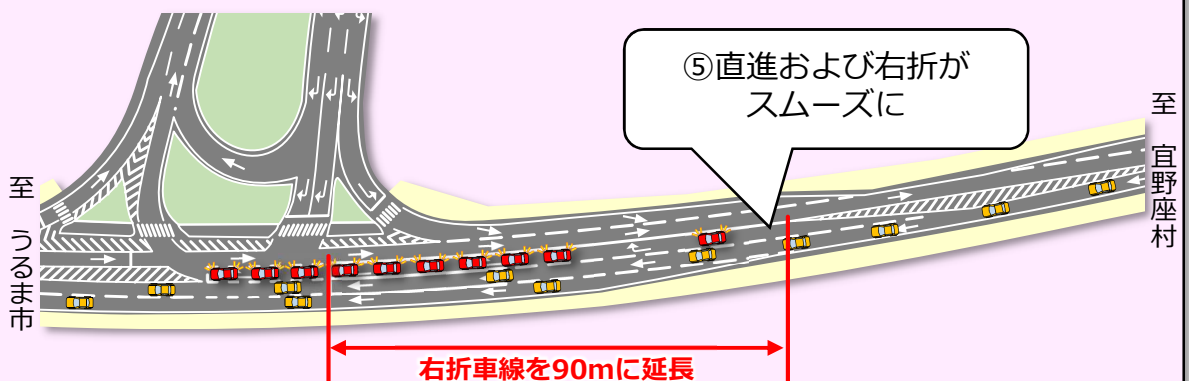 ⑤直進および右折が
スムーズに
至 宜野座村
至 うるま市
右折車線を90mに延長